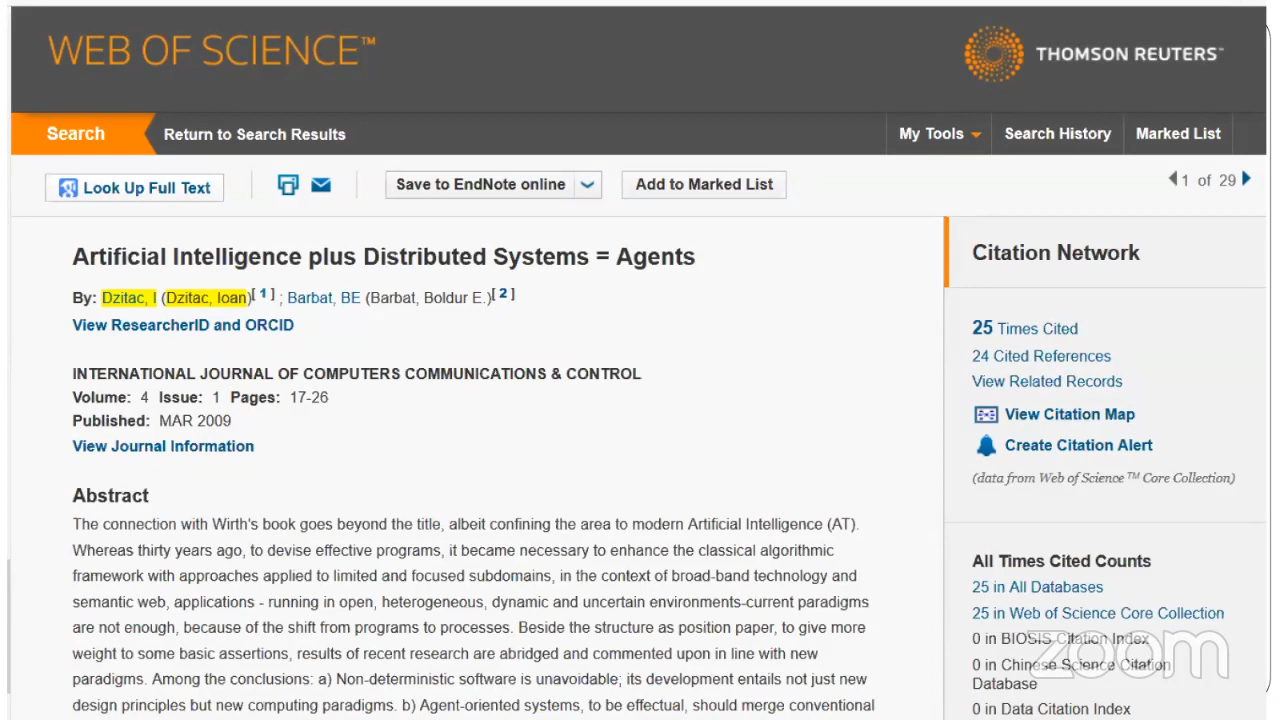 WEB OF SCIENCE™
THOMSON REUTERS™
Search
Return to Search Results
My Tools
Search History
Marked List
Look Up Full Text
Save to EndNote online
Add to Marked List
1 of 29
Artificial Intelligence plus Distributed Systems = Agents
By: Dzitac, I (Dzitac, Ioan)[ 1 ] ; Barbat, BE (Barbat, Boldur E.)[ 2 ]
View ResearcherID and ORCID
INTERNATIONAL JOURNAL OF COMPUTERS COMMUNICATIONS & CONTROL
Volume: 4 Issue: 1 Pages: 17-26
Published: MAR 2009
View Journal Information
Abstract
The connection with Wirth's book goes beyond the title, albeit confining the area to modern Artificial Intelligence (AT).
Whereas thirty years ago, to devise effective programs, it became necessary to enhance the classical algorithmic
framework with approaches applied to limited and focused subdomains, in the context of broad-band technology and
semantic web, applications - running in open, heterogeneous, dynamic and uncertain environments-current paradigms
are not enough, because of the shift from programs to processes. Beside the structure as position paper, to give more
weight to some basic assertions, results of recent research are abridged and commented upon in line with new
paradigms. Among the conclusions: a) Non-deterministic software is unavoidable; its development entails not just new
design principles but new computing paradigms. b) Agent-oriented systems, to be effectual, should merge conventional
Citation Network
25 Times Cited
24 Cited References
View Related Records
View Citation Map
Create Citation Alert
(data from Web of Science ™ Core Collection)
All Times Cited Counts
25 in All Databases
25 in Web of Science Core Collection
0 in BIOSIS Citation Index
0 in Chinese Science Citation
Database
0 in Data Citation Index
zoom